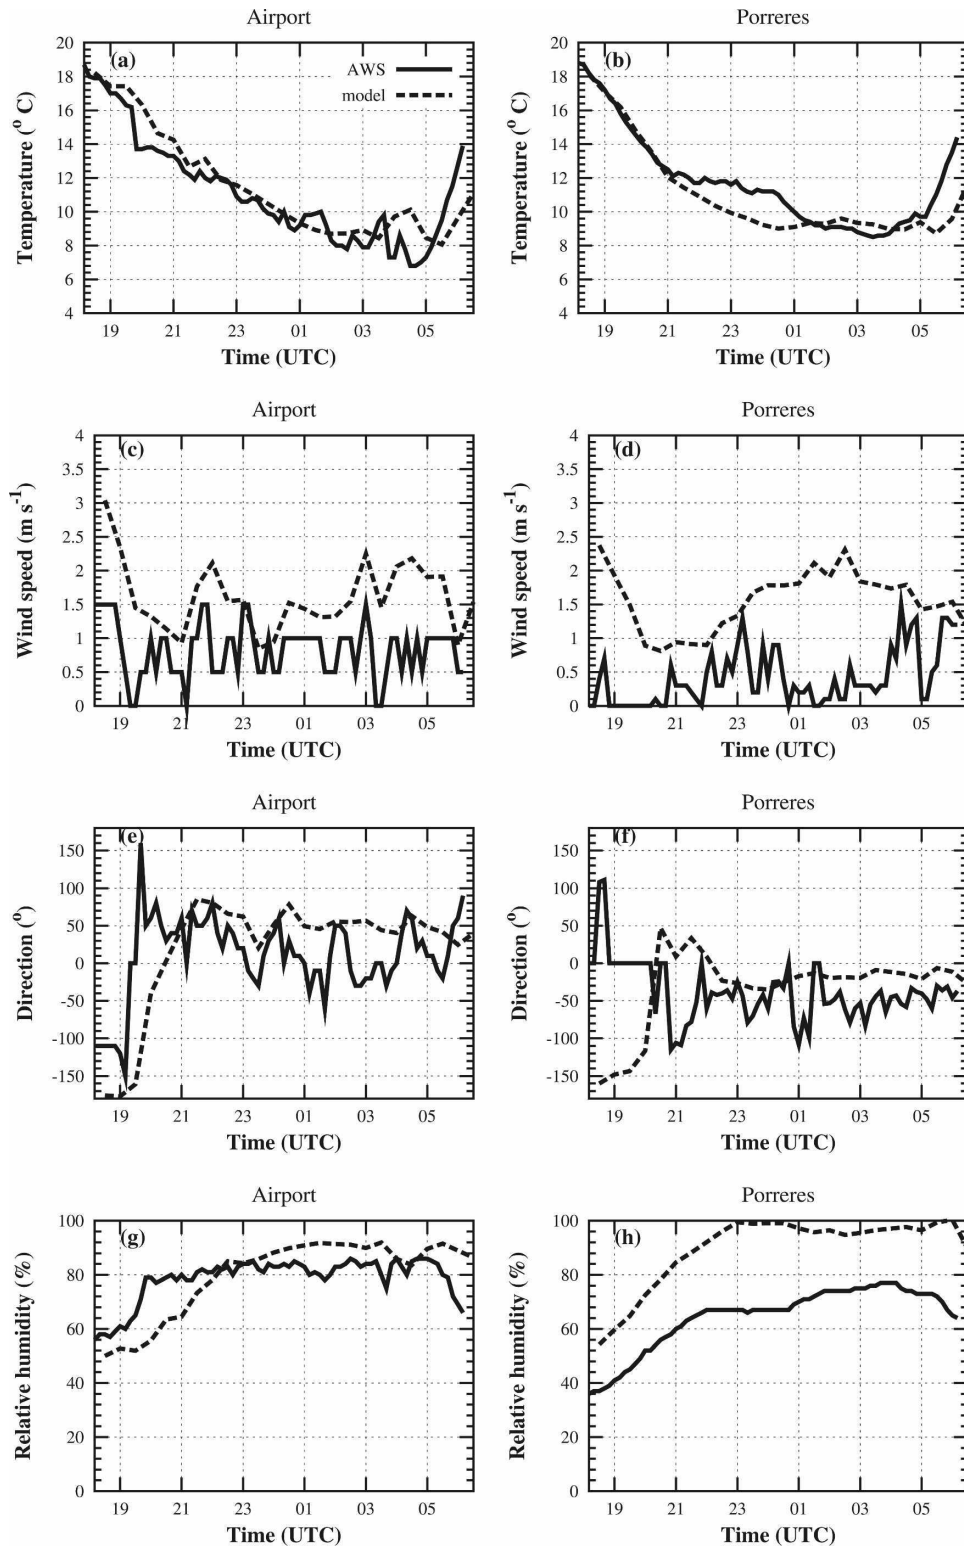 Airport Porreres
20 (a) AWS 20 (b)
18 18
16 model 16
14 14
12 12
10 10
8 8
6 6
4 4
Temperature (° C) Temperature (° C)
19 21 23 01 03 05 19 21 23 01 03 05
Time (UTC) Time (UTC)
Airport Porreres
4 (c) 4 (d)
3.5 3.5
3 3
2.5 2.5
2 2
1.5 1.5
1 1
0.5 0.5
0 0
Wind speed (m s⁻¹) Wind speed (m s⁻¹)
19 21 23 01 03 05 19 21 23 01 03 05
Time (UTC) Time (UTC)
Airport Porreres
(e) (f)
150 150
100 100
50 50
0 0
-50 -50
-100 -100
-150 -150
Direction (°) Direction (°)
19 21 23 01 03 05 19 21 23 01 03 05
Time (UTC) Time (UTC)
Airport Porreres
100 (g) 100 (h)
80 80
60 60
40 40
20 20
0 0
Relative humidity (%) Relative humidity (%)
19 21 23 01 03 05 19 21 23 01 03 05
Time (UTC) Time (UTC)